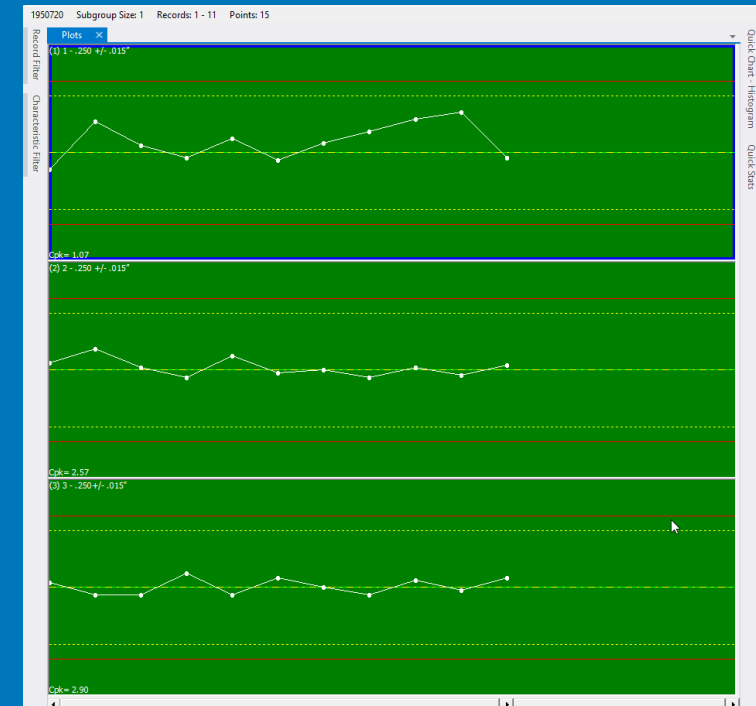 1950720 Subgroup Size: 1 Records: 1 - 11 Points: 15
Record Filter
Characteristic Filter
Plots ×
(1) 1 - .250 +/- .015"
Cpk= 1.07
(2) 2 - .250 +/- .015"
Cpk= 2.57
(3) 3 - .250+/- .015"
Cpk= 2.90
Quick Chart - Histogram
Quick Stats